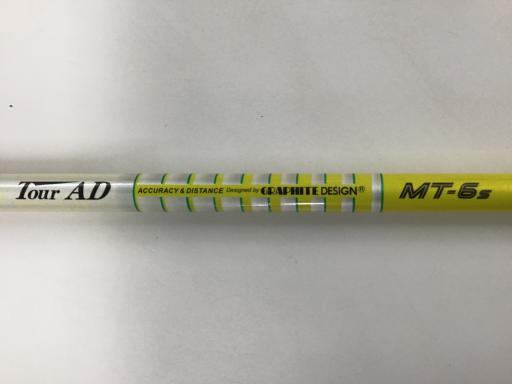 Tour AD ACCURACY & DISTANCE Designed by GRAPHITE DESIGN® MT-6s